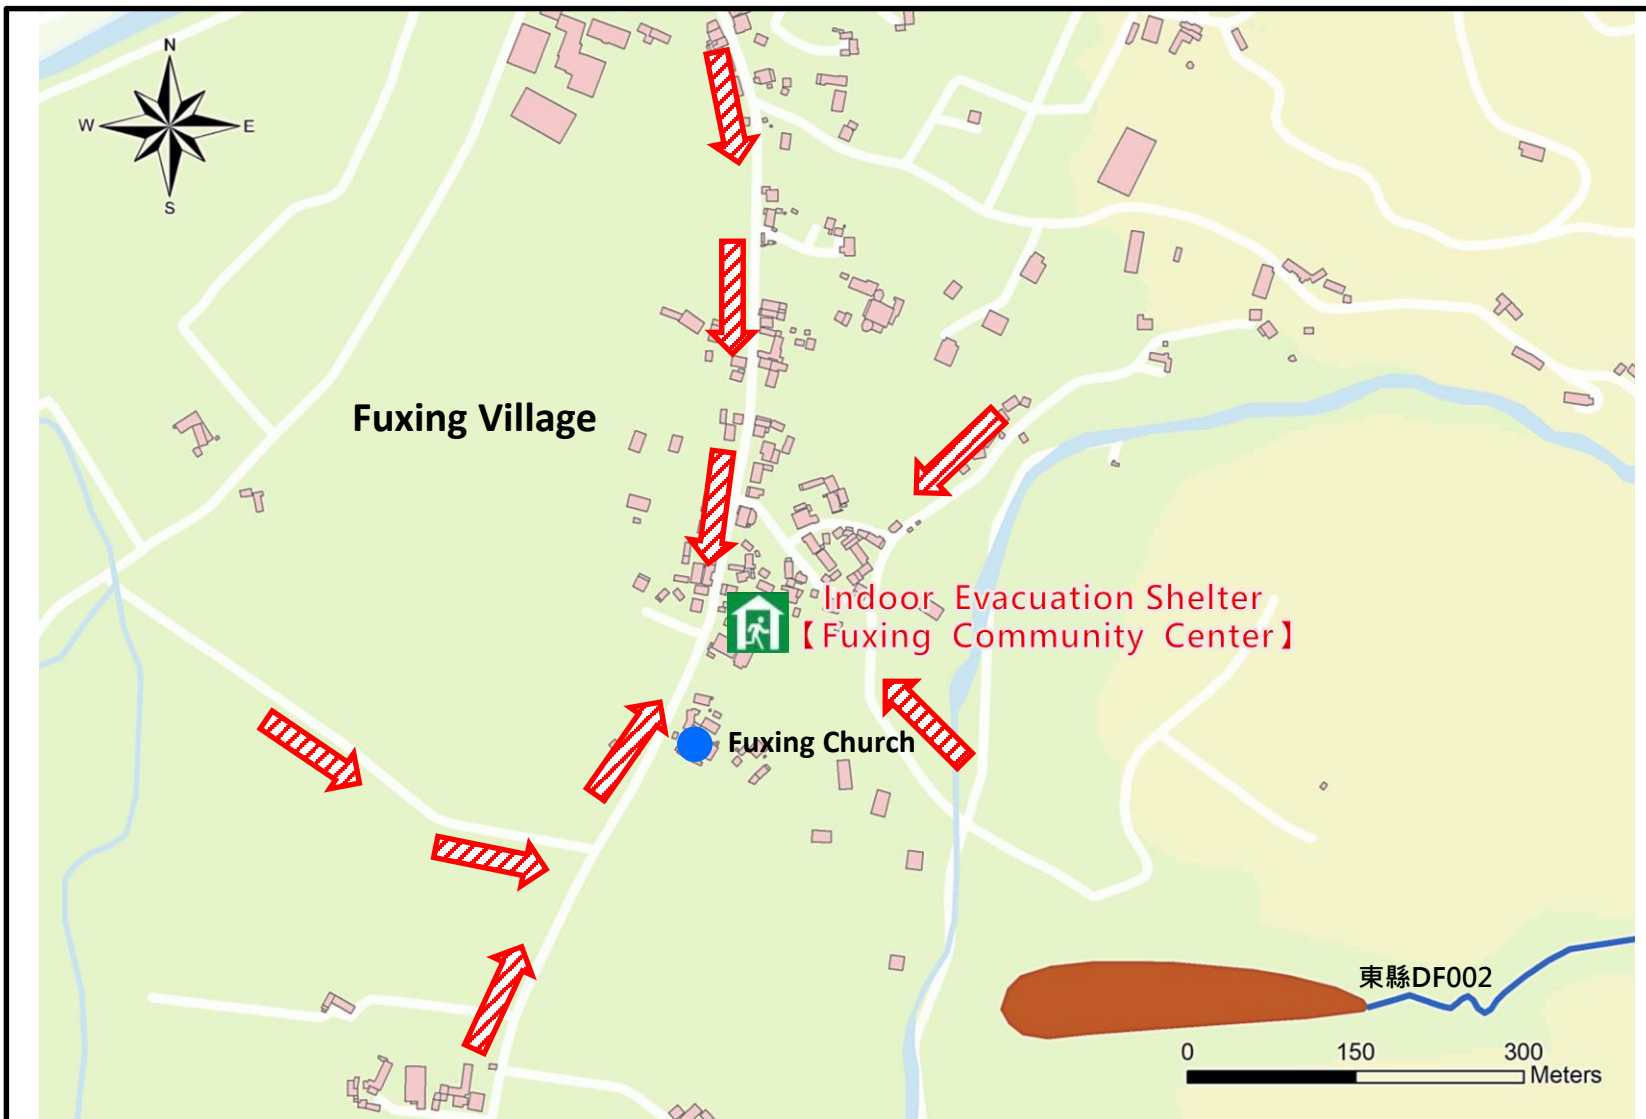 N
W
E
S
Fuxing Village
Indoor Evacuation Shelter
【Fuxing Community Center】
Fuxing Church
東縣DF002
0 150 300
Meters